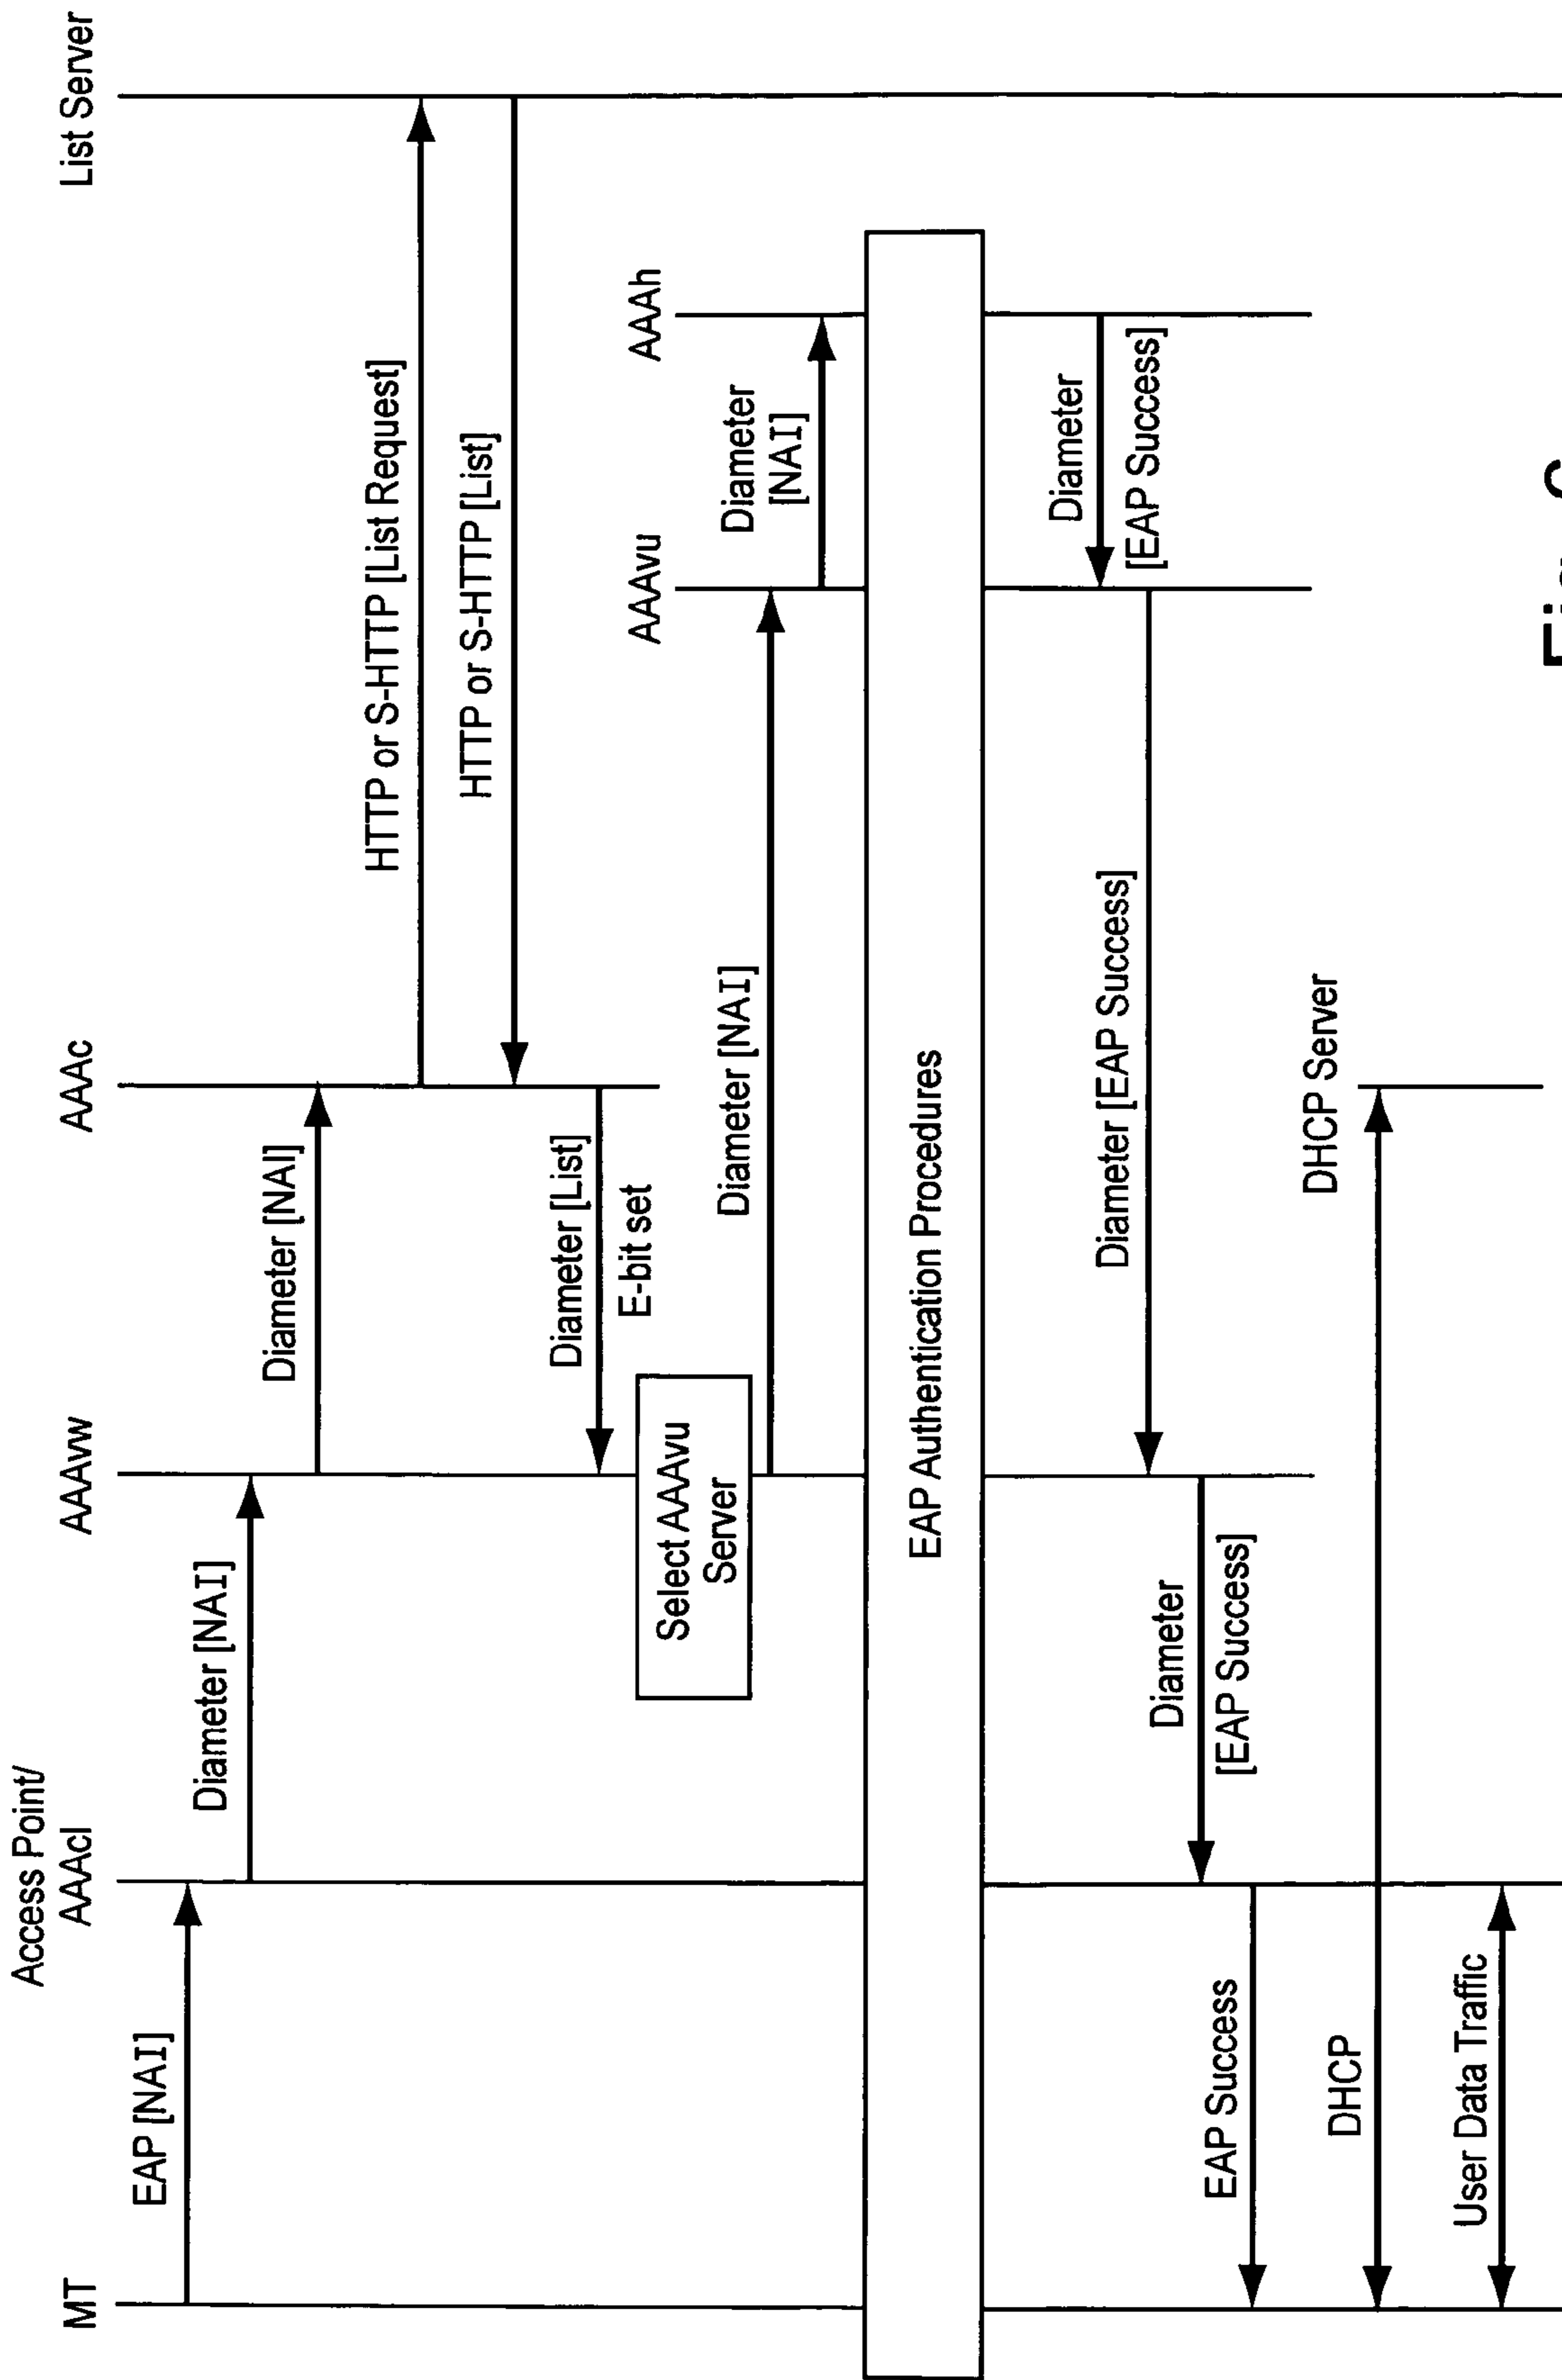 MT
Access Point/
AAAcl
AAAvw
AAAc
List Server
EAP [NAI]
Diameter [NAI]
Diameter [NAI]
HTTP or S-HTTP [List Request]
HTTP or S-HTTP [List]
Diameter [List]
E-bit set
Select AAAvu
Server
AAAvu
AAAh
Diameter [NAI]
Diameter
[NAI]
EAP Authentication Procedures
Diameter
[EAP Success]
Diameter [EAP Success]
Diameter
[EAP Success]
EAP Success
DHCP Server
DHCP
User Data Traffic